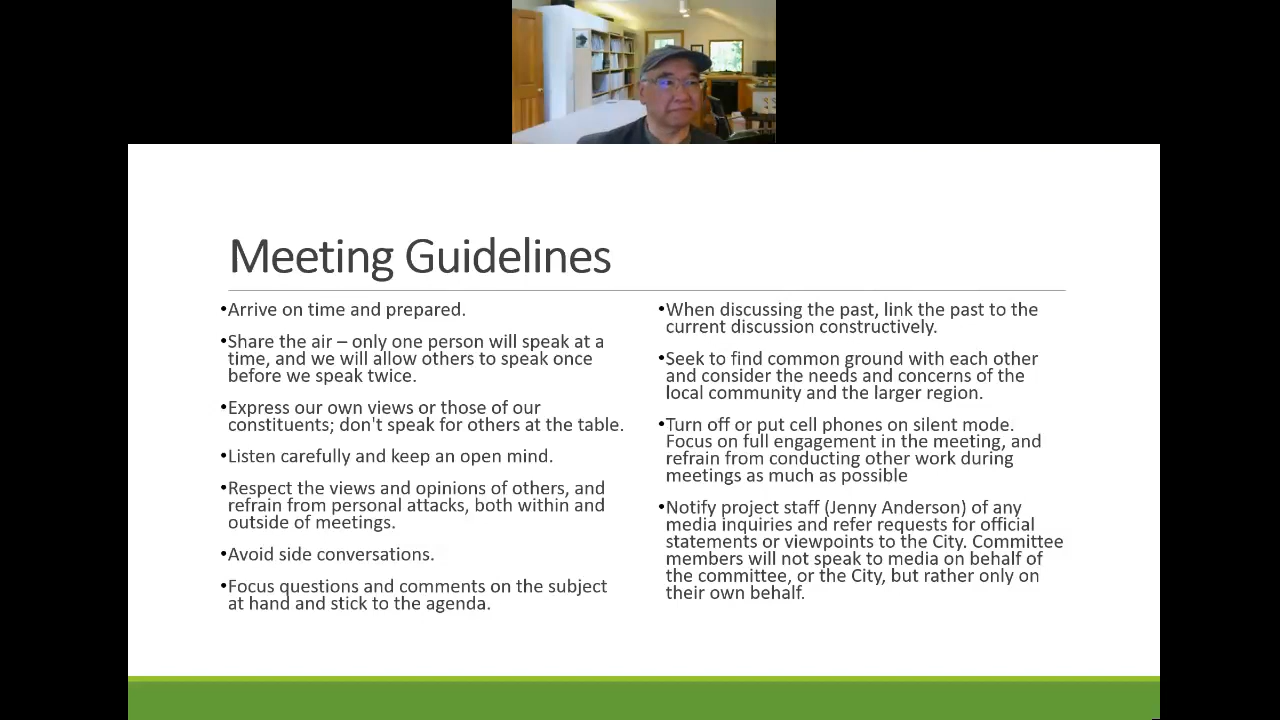 Meeting Guidelines
•Arrive on time and prepared.
•Share the air – only one person will speak at a
time, and we will allow others to speak once
before we speak twice.
•Express our own views or those of our
constituents; don't speak for others at the table.
•Listen carefully and keep an open mind.
•Respect the views and opinions of others, and
refrain from personal attacks, both within and
outside of meetings.
•Avoid side conversations.
•Focus questions and comments on the subject
at hand and stick to the agenda.
•When discussing the past, link the past to the
current discussion constructively.
•Seek to find common ground with each other
and consider the needs and concerns of the
local community and the larger region.
•Turn off or put cell phones on silent mode.
Focus on full engagement in the meeting, and
refrain from conducting other work during
meetings as much as possible
•Notify project staff (Jenny Anderson) of any
media inquiries and refer requests for official
statements or viewpoints to the City. Committee
members will not speak to media on behalf of
the committee, or the City, but rather only on
their own behalf.